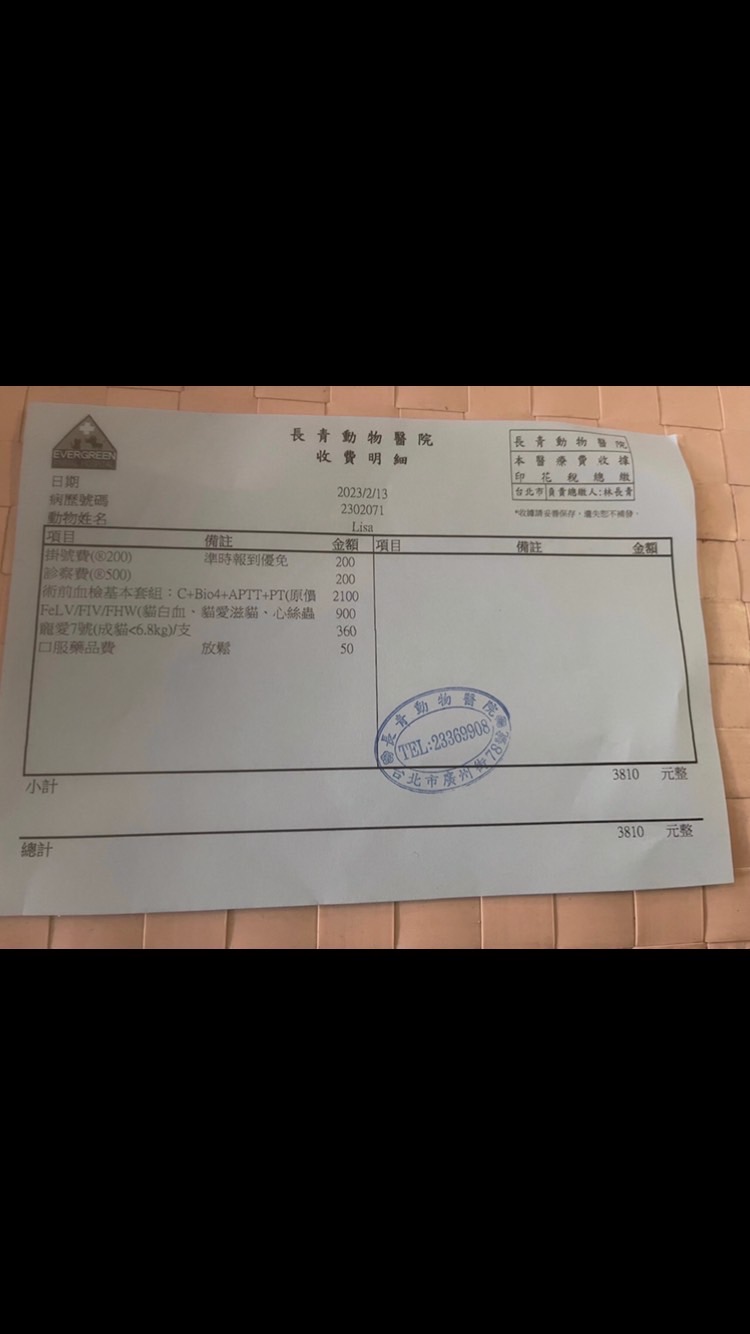 EVERGREEN
長青動物醫院
收費明細
長青動物醫院
本醫療費收據
印花稅總繳
台北市 負責總繳人:林長青
*收據請妥善保存，遺失恕不補發。
日期 2023/2/13
病歷號碼 2302071
動物姓名 Lisa
項目 備註 金額 項目 備註 金額
掛號費(®200) 準時報到優免 200
診察費(®500) 200
術前血檢基本套組：C+Bio4+APTT+PT(原價 2100
FeLV/FIV/FHW(貓白血、貓愛滋貓、心絲蟲 900
寵愛7號(成貓<6.8kg)/支 360
口服藥品費 放鬆 50
長青動物醫院
TEL:23369908
台北市廣州街78號
小計 3810 元整
總計 3810 元整